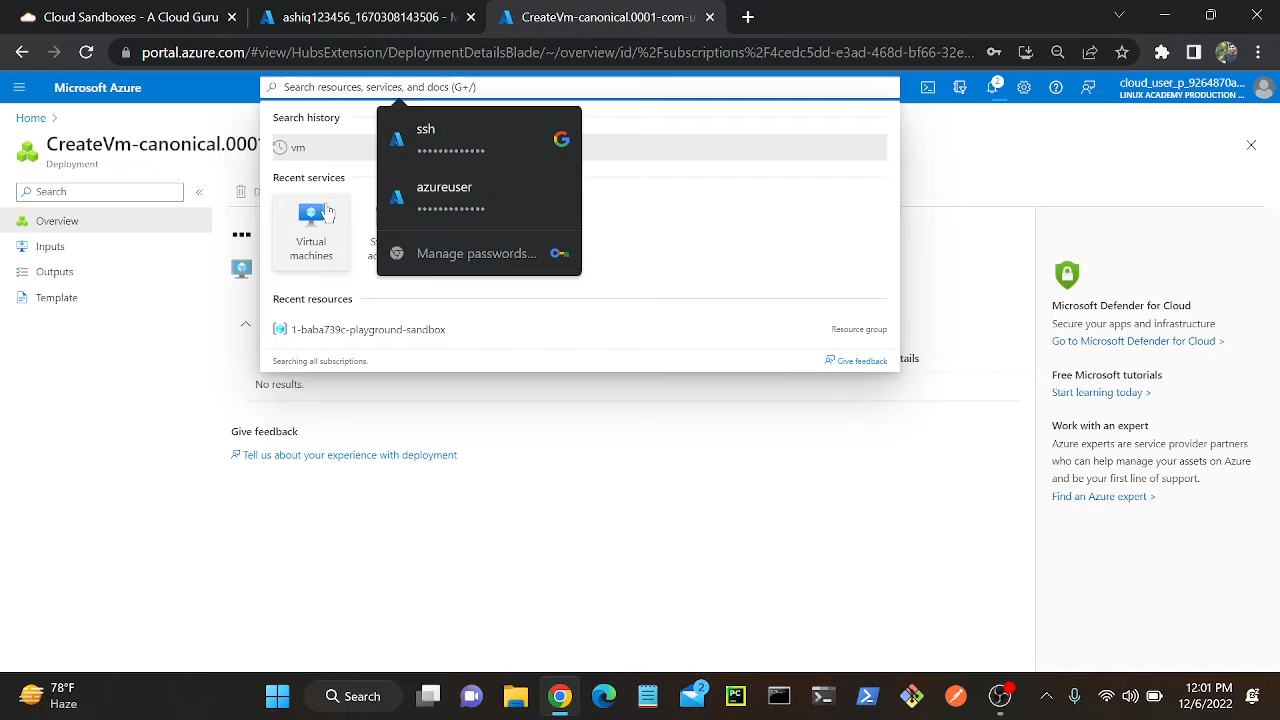 A Cloud Sandboxes - A Cloud Guru
ashiq123456_1670308143506 - M
CreateVm-canonical.0001-com-u
portal.azure.com/#view/HubsExtension/DeploymentDetailsBlade/~/overview/id/%2Fsubscriptions%2F4cedc5dd-e3ad-468d-bf66-32e...
Microsoft Azure
Search resources, services, and docs (G+/)
2
cloud_user_p_9264870a...
LINUX ACADEMY PRODUCTION ...
Home >
CreateVm-canonical.0001
Deployment
Search
Overview
Inputs
Outputs
Template
Search history
vm
Recent services
Virtual
machines
Recent resources
1-baba739c-playground-sandbox
Resource group
Searching all subscriptions.
Give feedback
ssh
•••••••••••••
azureuser
•••••••••••••
Manage passwords...
No results.
Give feedback
Tell us about your experience with deployment
Microsoft Defender for Cloud
Secure your apps and infrastructure
Go to Microsoft Defender for Cloud >
Free Microsoft tutorials
Start learning today >
Work with an expert
Azure experts are service provider partners
who can help manage your assets on Azure
and be your first line of support.
Find an Azure expert >
78°F
Haze
Search
2
PC
12:01 PM
12/6/2022